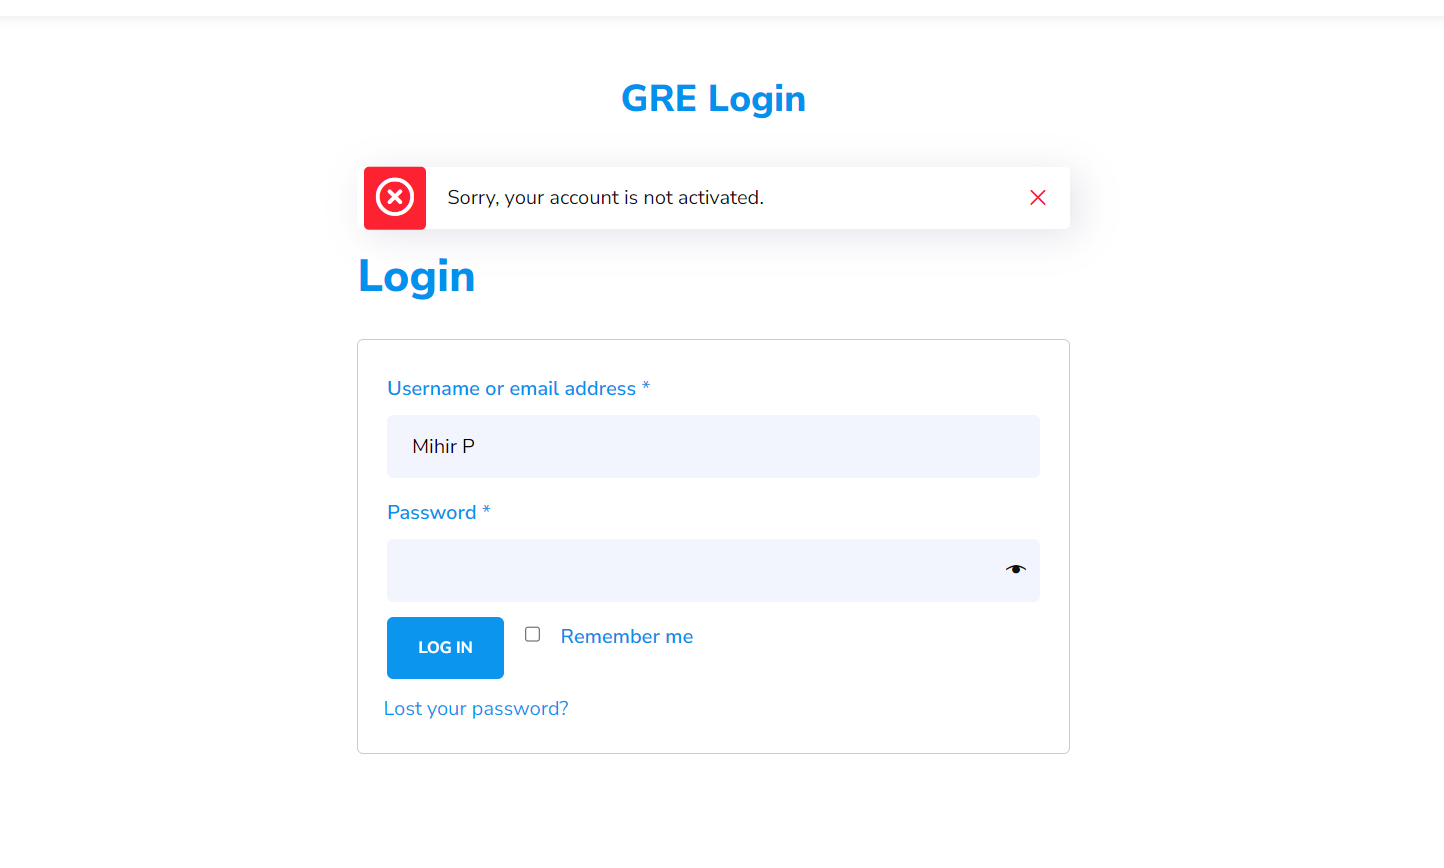 GRE Login
Sorry, your account is not activated.
Login
Username or email address *
Mihir P
Password *
LOG IN
Remember me
Lost your password?